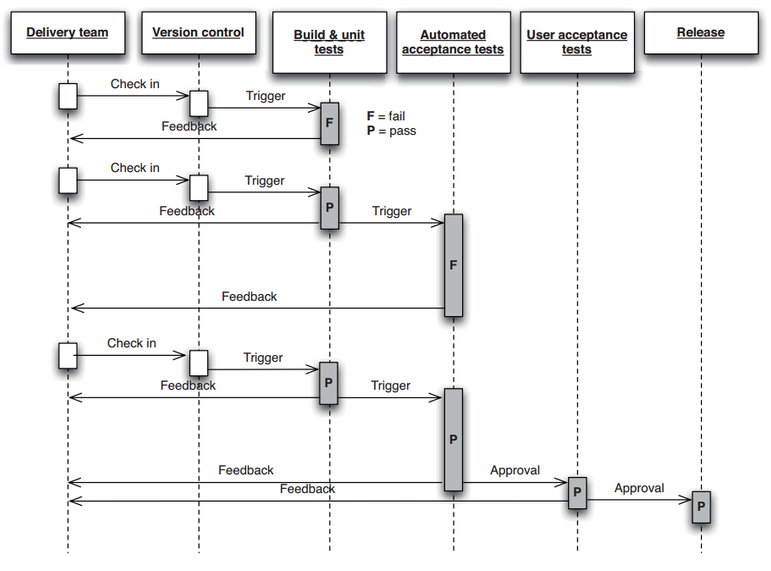 Delivery team
Version control
Build & unit
tests
Automated
acceptance tests
User acceptance
tests
Release
Check in
Trigger
Feedback
F
F = fail
P = pass
Check in
Trigger
Feedback
P
Trigger
F
Feedback
Check in
Trigger
Feedback
P
Trigger
P
Feedback
Approval
Feedback
P
Approval
P